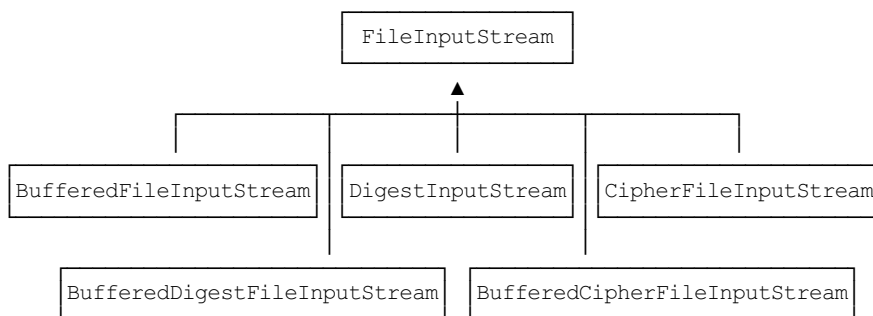 FileInputStream
BufferedFileInputStream DigestInputStream CipherFileInputStream
BufferedDigestFileInputStream BufferedCipherFileInputStream